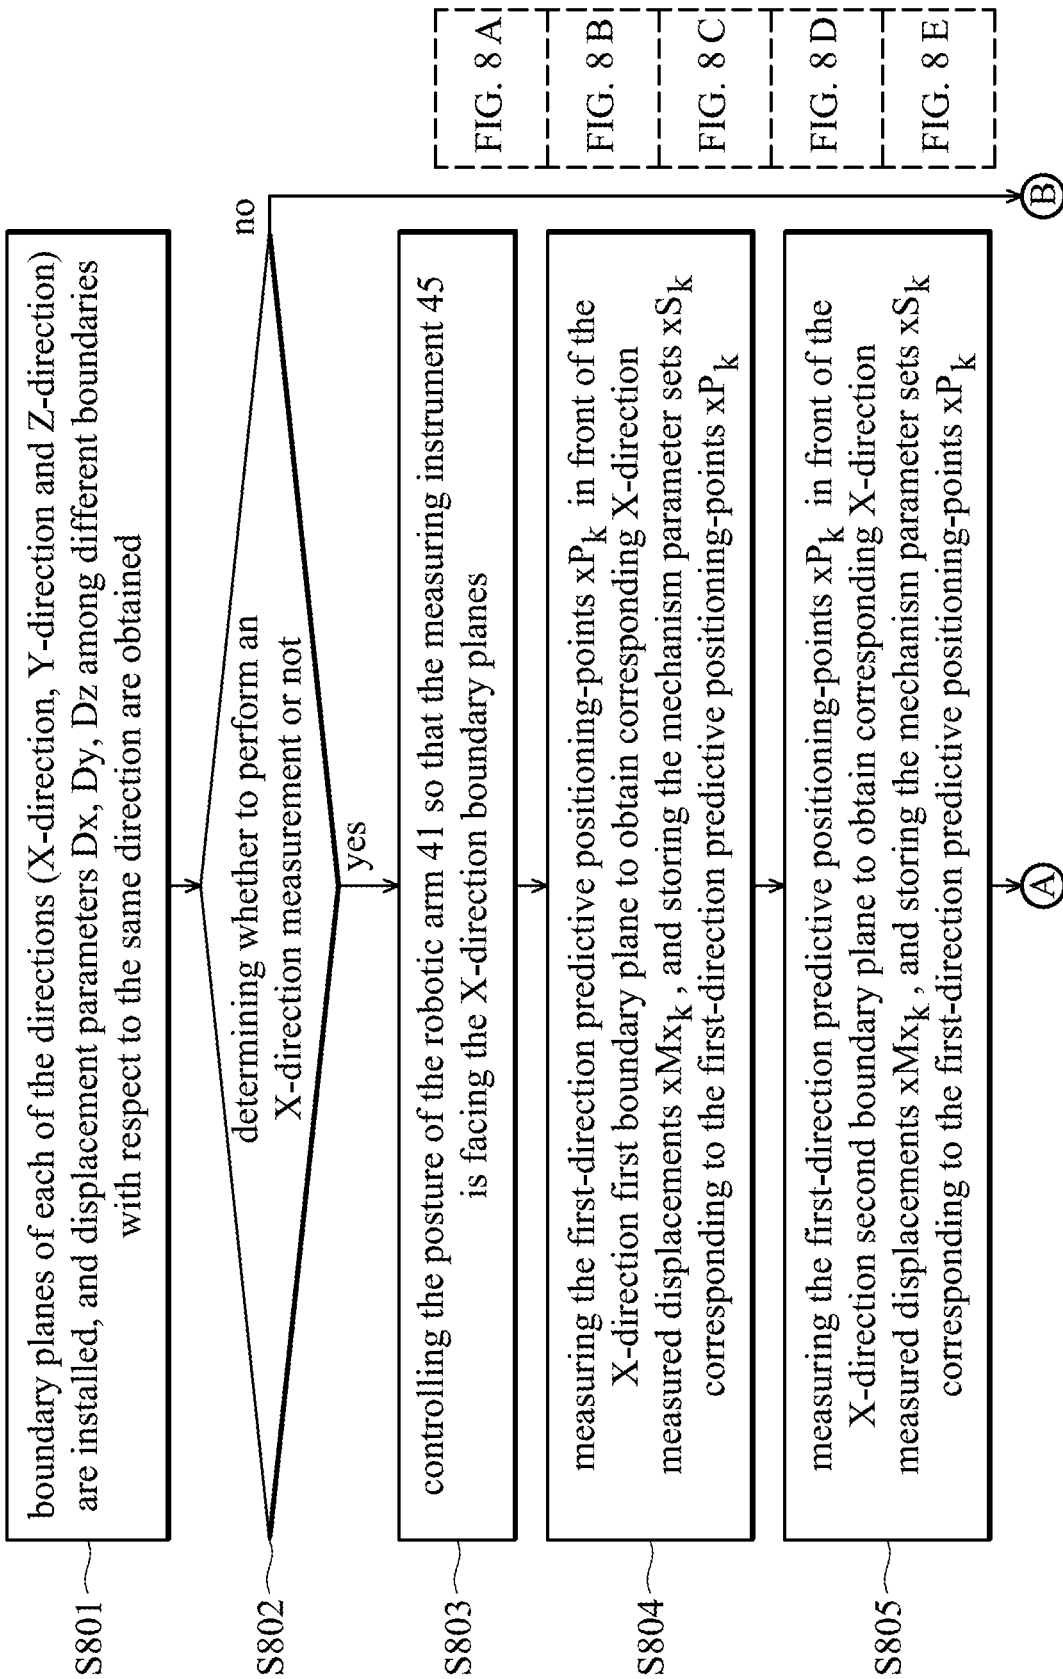 S801
boundary planes of each of the directions (X-direction, Y-direction and Z-direction)
are installed, and displacement parameters Dx, Dy, Dz among different boundaries
with respect to the same direction are obtained
S802
determining whether to perform an
X-direction measurement or not
no
yes
S803
controlling the posture of the robotic arm 41 so that the measuring instrument 45
is facing the X-direction boundary planes
S804
measuring the first-direction predictive positioning-points xPk in front of the
X-direction first boundary plane to obtain corresponding X-direction
measured displacements xMxk, and storing the mechanism parameter sets xSk
corresponding to the first-direction predictive positioning-points xPk
S805
measuring the first-direction predictive positioning-points xPk in front of the
X-direction second boundary plane to obtain corresponding X-direction
measured displacements xMxk, and storing the mechanism parameter sets xSk
corresponding to the first-direction predictive positioning-points xPk
A
B
FIG. 8A
FIG. 8B
FIG. 8C
FIG. 8D
FIG. 8E